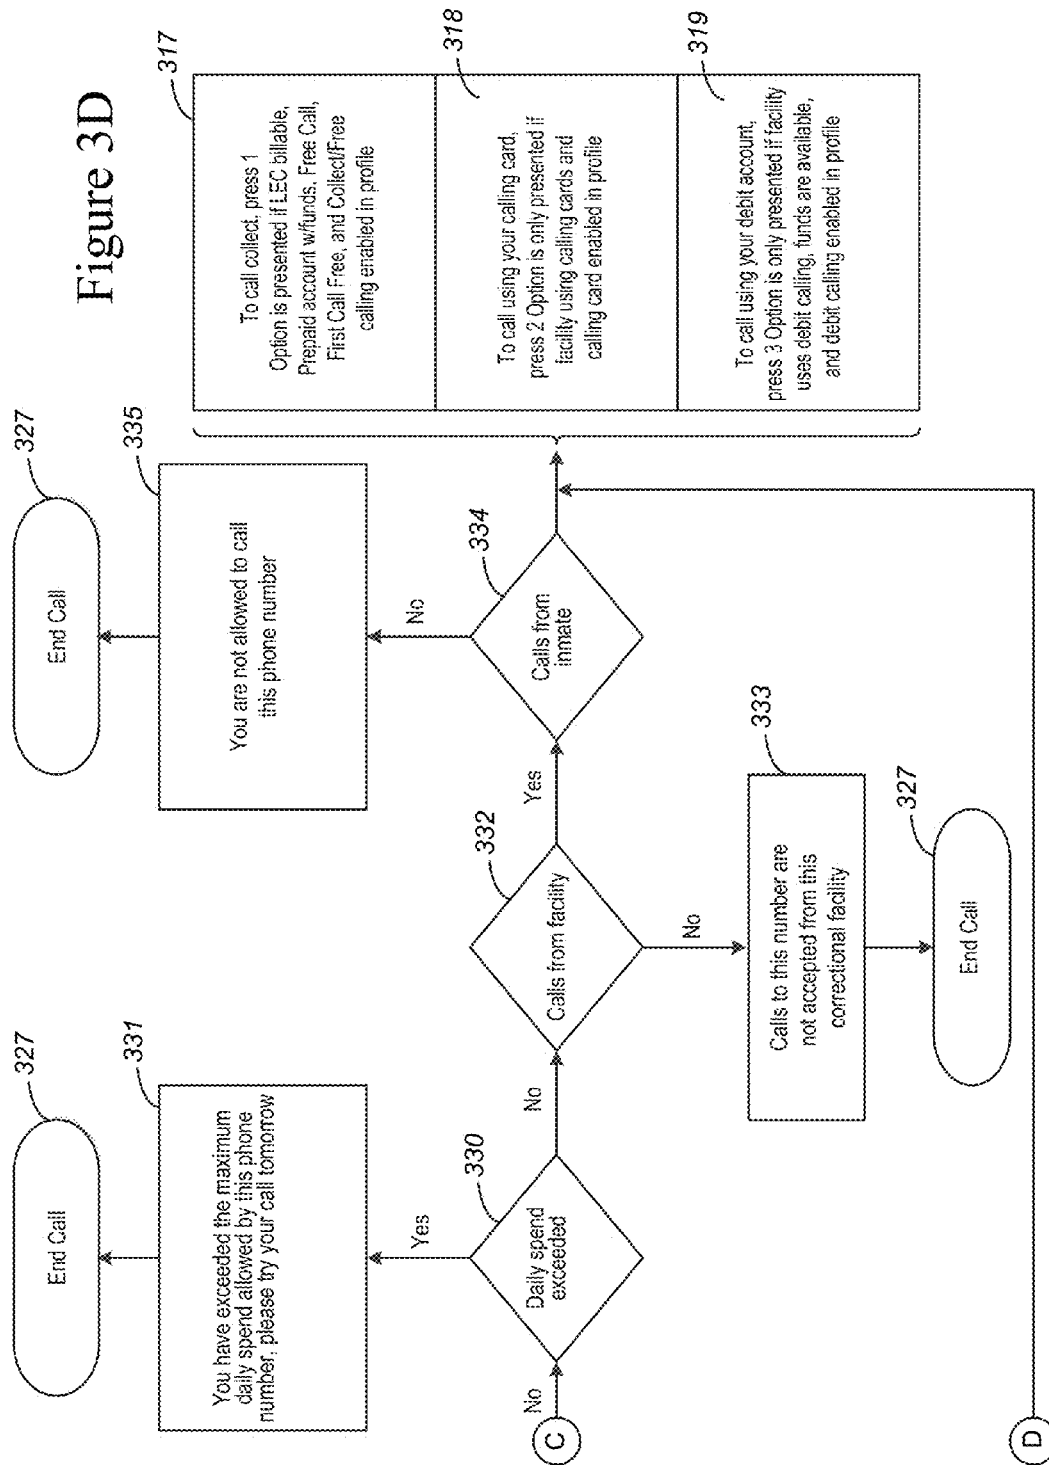 Figure 3D
327
End Call
331
You have exceeded the maximum
daily spend allowed by this phone
number, please try your call tomorrow
Yes
330
Daily spend
exceeded
No
C
No
332
Calls from facility
No
333
Calls to this number are
not accepted from this
correctional facility
327
End Call
Yes
334
Calls from
inmate
No
335
You are not allowed to call
this phone number
327
End Call
317
To call collect, press 1
Option is presented if LEC billable,
Prepaid account w/funds, Free Call,
First Call Free, and Collect/Free
calling enabled in profile
318
To call using your calling card,
press 2 Option is only presented if
facility using calling cards and
calling card enabled in profile
319
To call using your debit account,
press 3 Option is only presented if facility
uses debit calling, funds are available,
and debit calling enabled in profile
D